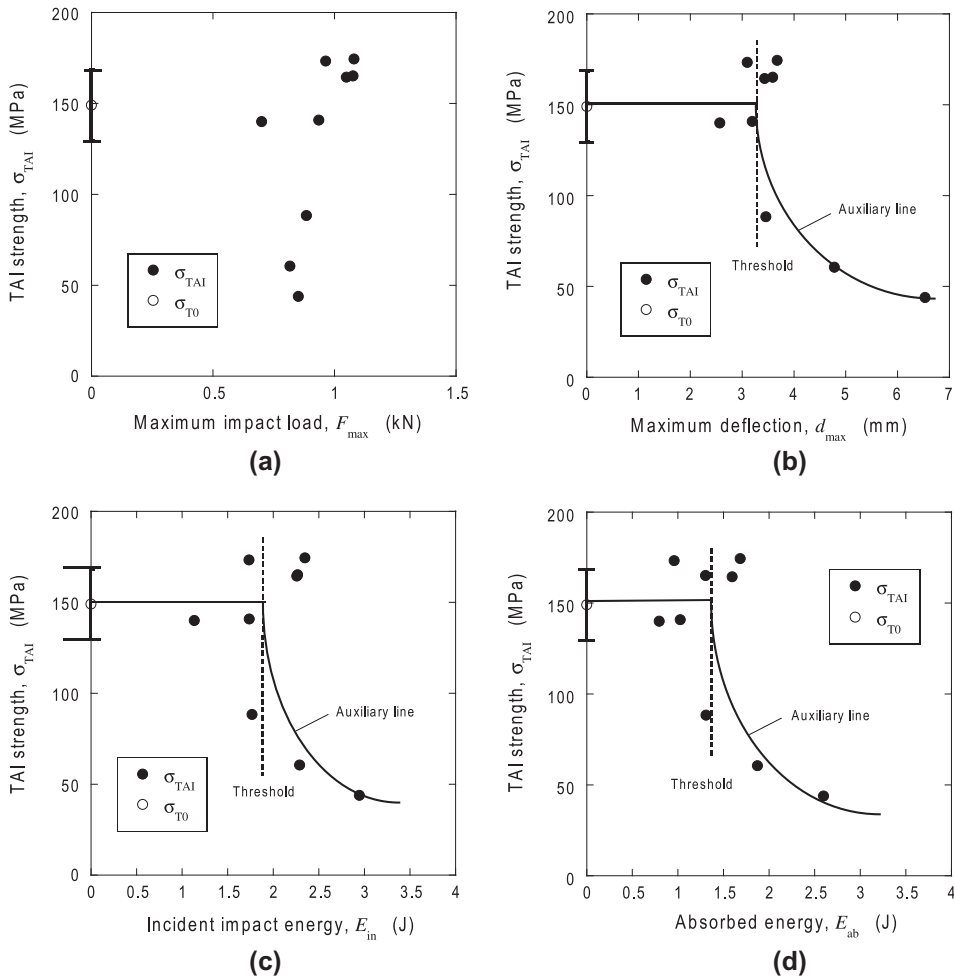 200
150
100
50
0
TAI strength, σTAI (MPa)
σTAI
σT0
0
0.5
1
1.5
Maximum impact load, Fmax (kN)
(a)
200
150
100
50
0
TAI strength, σTAI (MPa)
Auxiliary line
Threshold
σTAI
σT0
0 1 2 3 4 5 6 7
Maximum deflection, dmax (mm)
(b)
200
150
100
50
0
TAI strength, σTAI (MPa)
Auxiliary line
Threshold
σTAI
σT0
0 0.5 1 1.5 2 2.5 3 3.5 4
Incident impact energy, Ein (J)
(c)
200
150
100
50
0
TAI strength, σTAI (MPa)
σTAI
σT0
Auxiliary line
Threshold
0 0.5 1 1.5 2 2.5 3 3.5 4
Absorbed energy, Eab (J)
(d)